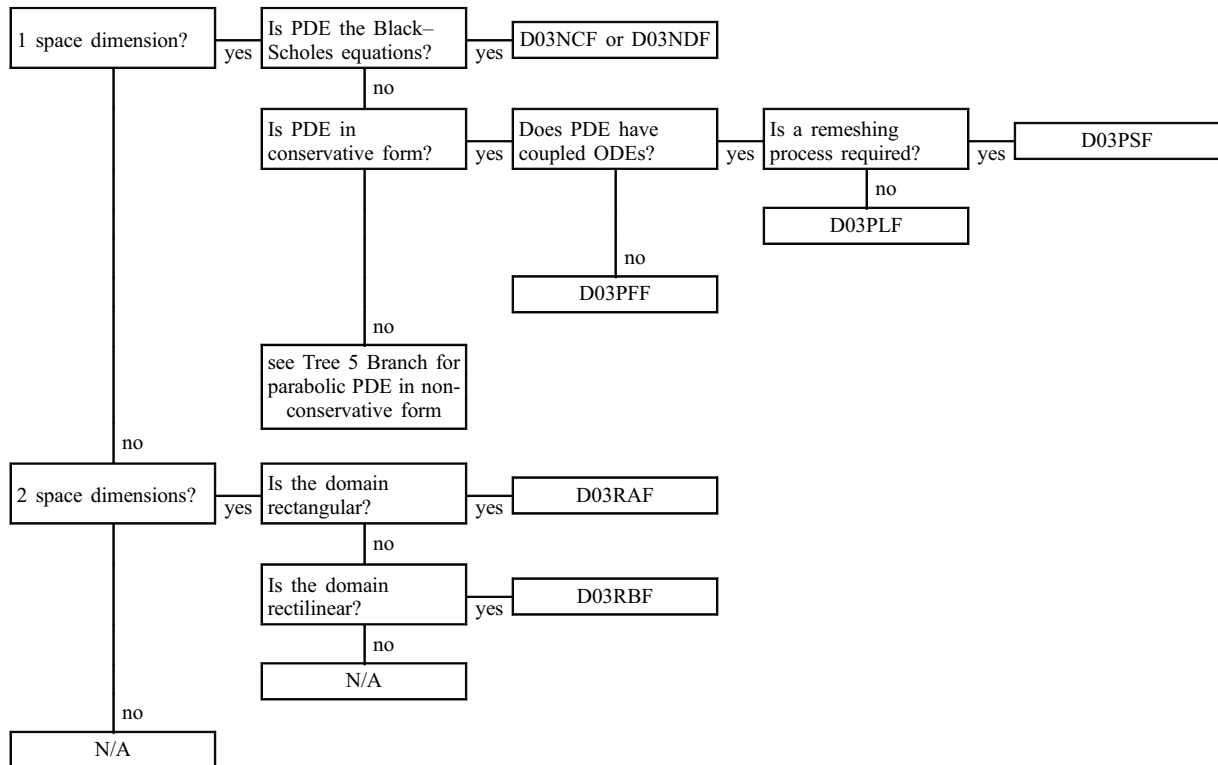 1 space dimension?
yes
Is PDE the Black–
Scholes equations?
yes
D03NCF or D03NDF
no
Is PDE in
conservative form?
yes
Does PDE have
coupled ODEs?
yes
Is a remeshing
process required?
yes
D03PSF
no
D03PLF
no
D03PFF
no
see Tree 5 Branch for
parabolic PDE in non-
conservative form
no
2 space dimensions?
yes
Is the domain
rectangular?
yes
D03RAF
no
Is the domain
rectilinear?
yes
D03RBF
no
N/A
no
N/A